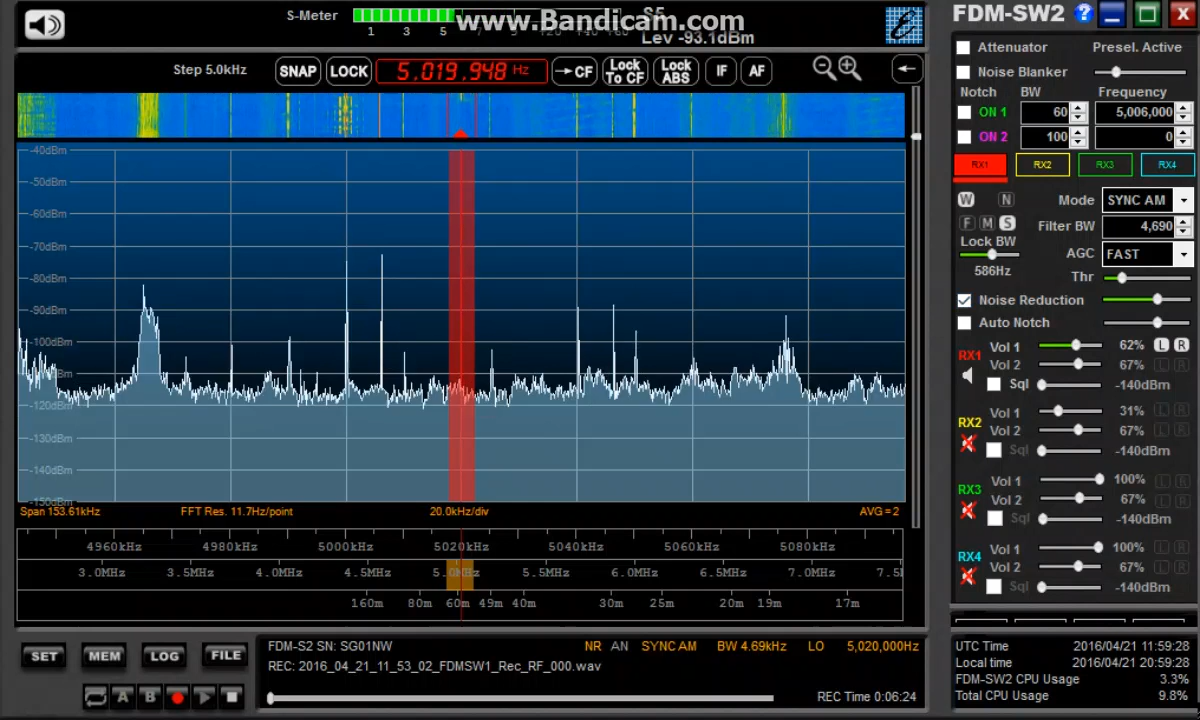 S-Meter
1 3 5 7 9 +20 +40 +60
www.Bandicam.com
S5
Lev -93.1dBm
Step 5.0kHz
SNAP LOCK 5.019.948 Hz →CF Lock To CF Lock ABS IF AF
-40dBm
-50dBm
-60dBm
-70dBm
-80dBm
-90dBm
-100dBm
-110dBm
-120dBm
-130dBm
-140dBm
-150dBm
Span 153.61kHz FFT Res. 11.7Hz/point 20.0kHz/div AVG = 2
4960kHz 4980kHz 5000kHz 5020kHz 5040kHz 5060kHz 5080kHz
3.0MHz 3.5MHz 4.0MHz 4.5MHz 5.0MHz 5.5MHz 6.0MHz 6.5MHz 7.0MHz 7.5
160m 80m 60m 49m 40m 30m 25m 20m 19m 17m
SET MEM LOG FILE
A B
FDM-S2 SN: SG01NW NR AN SYNC AM BW 4.69kHz LO 5,020,000Hz
REC: 2016_04_21_11_53_02_FDMSW1_Rec_RF_000.wav
REC Time 0:06:24
FDM-SW2 ? X
Attenuator Presel. Active
Noise Blanker
Notch BW Frequency
ON 1 60 5,006,000
ON 2 100 0
RX1 RX2 RX3 RX4
W N Mode SYNC AM
F M S Filter BW 4,690
Lock BW AGC FAST
586Hz Thr
Noise Reduction
Auto Notch
RX1 Vol 1 62% L R
Vol 2 67% L R
Sql -140dBm
RX2 Vol 1 31% L R
Vol 2 67% L R
Sql -140dBm
RX3 Vol 1 100% L R
Vol 2 67% L R
Sql -140dBm
RX4 Vol 1 100% L R
Vol 2 67% L R
Sql -140dBm
UTC Time 2016/04/21 11:59:28
Local time 2016/04/21 20:59:28
FDM-SW2 CPU Usage 3.3%
Total CPU Usage 9.8%